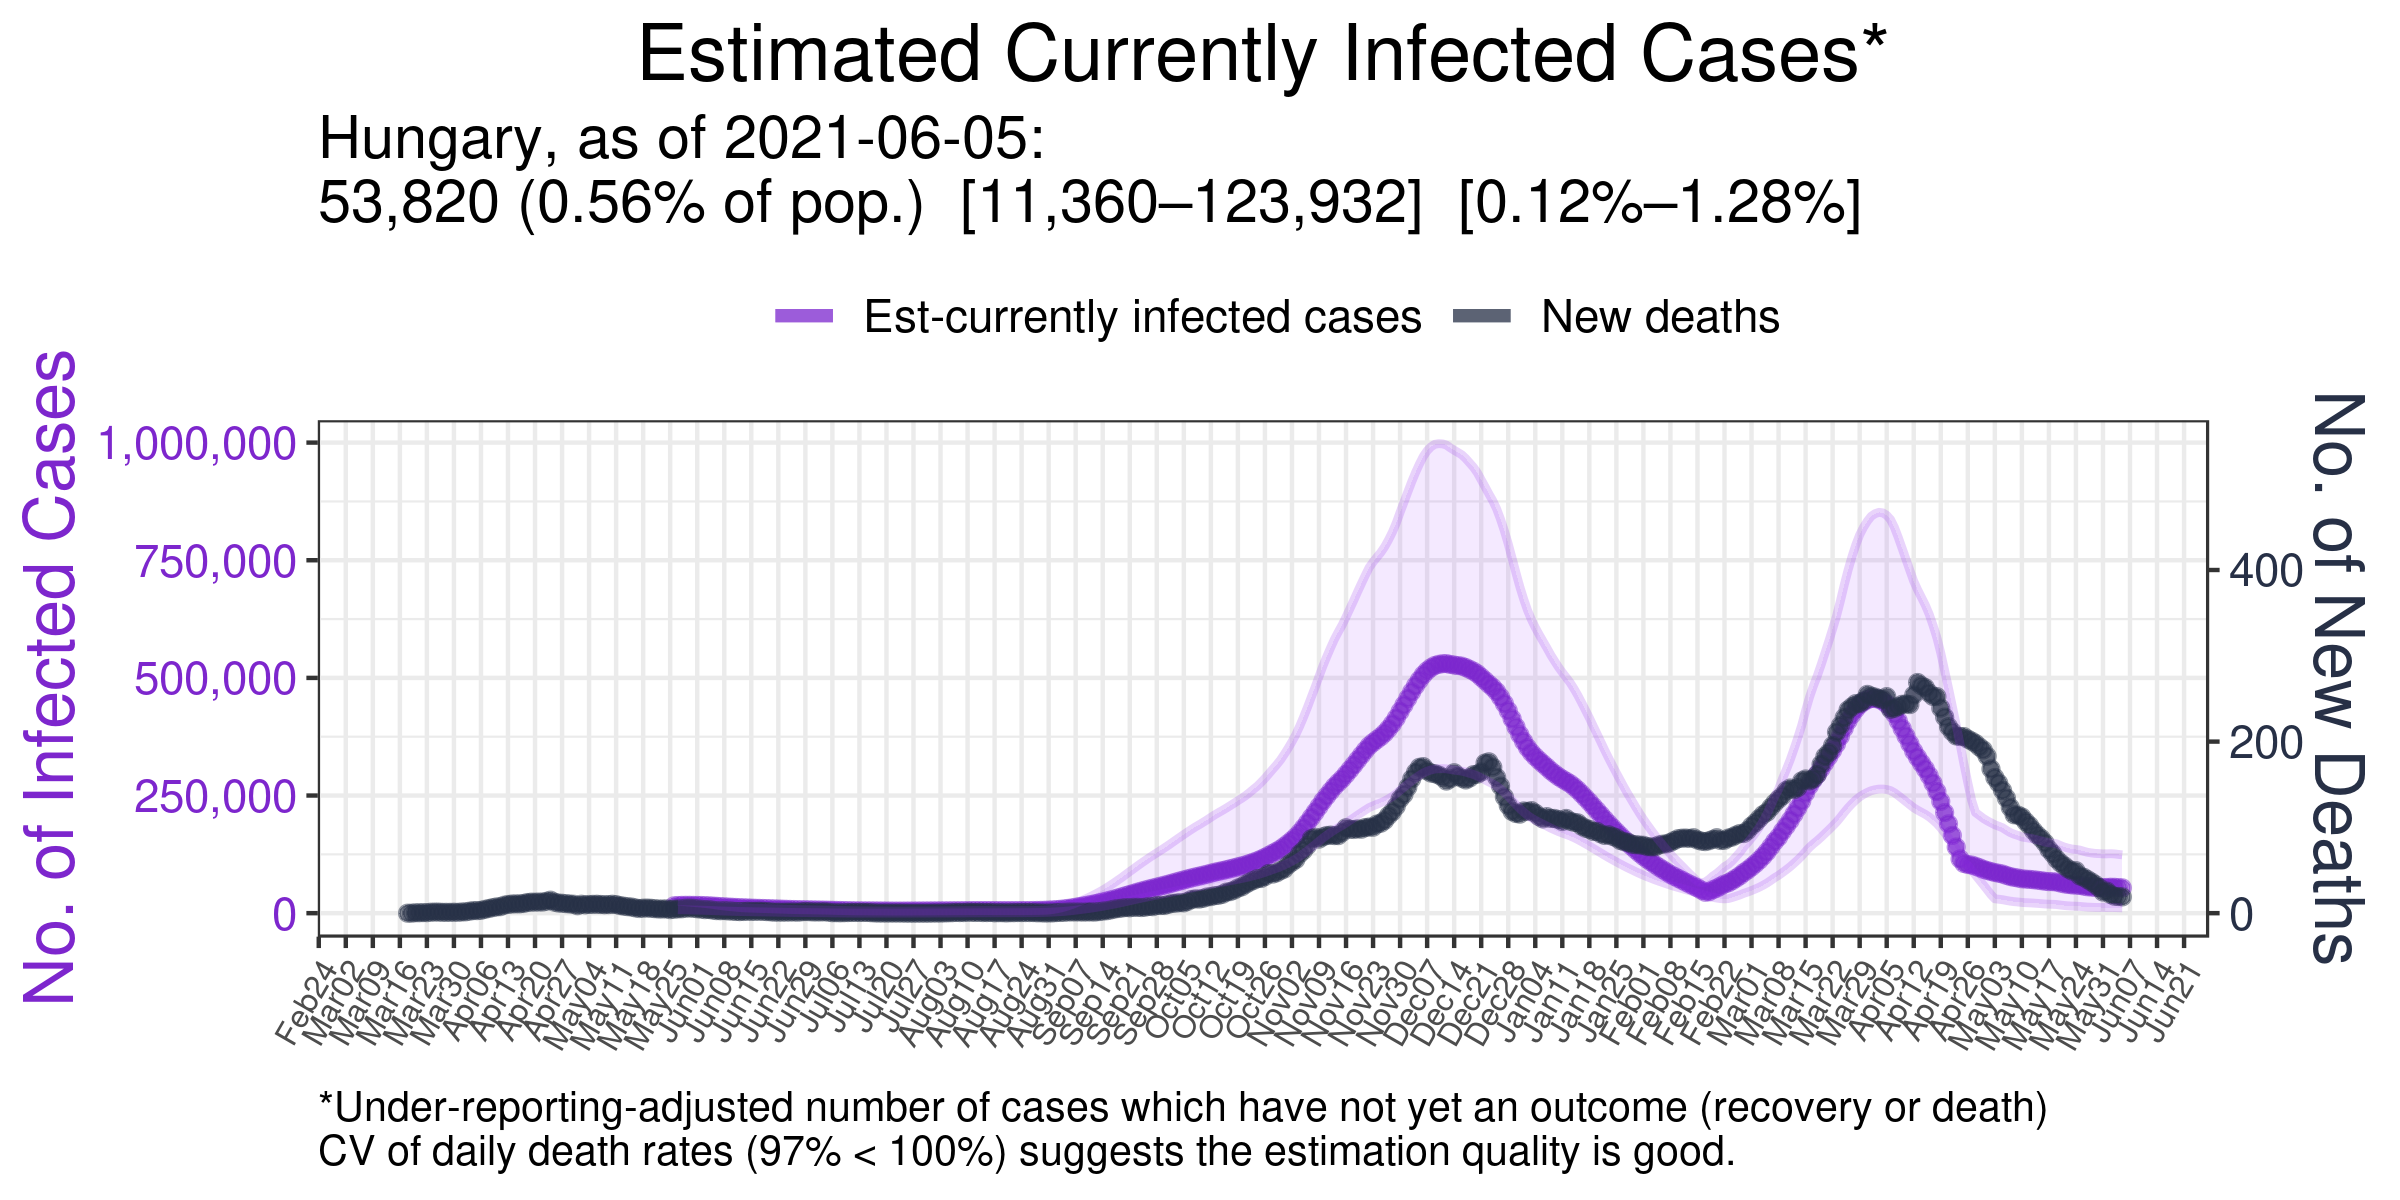 Estimated Currently Infected Cases*
Hungary, as of 2021-06-05:
53,820 (0.56% of pop.) [11,360–123,932] [0.12%–1.28%]
Est-currently infected cases
New deaths
No. of Infected Cases
1,000,000
750,000
500,000
250,000
0
No. of New Deaths
400
200
0
Feb24
Mar02
Mar09
Mar16
Mar23
Mar30
Apr06
Apr13
Apr20
Apr27
May04
May11
May18
May25
Jun01
Jun08
Jun15
Jun22
Jun29
Jul06
Jul13
Jul20
Jul27
Aug03
Aug10
Aug17
Aug24
Aug31
Sep07
Sep14
Sep21
Sep28
Oct05
Oct12
Oct19
Oct26
Nov02
Nov09
Nov16
Nov23
Nov30
Dec07
Dec14
Dec21
Dec28
Jan04
Jan11
Jan18
Jan25
Feb01
Feb08
Feb15
Feb22
Mar01
Mar08
Mar15
Mar22
Mar29
Apr05
Apr12
Apr19
Apr26
May03
May10
May17
May24
May31
Jun07
Jun14
Jun21
*Under-reporting-adjusted number of cases which have not yet an outcome (recovery or death)
CV of daily death rates (97% < 100%) suggests the estimation quality is good.